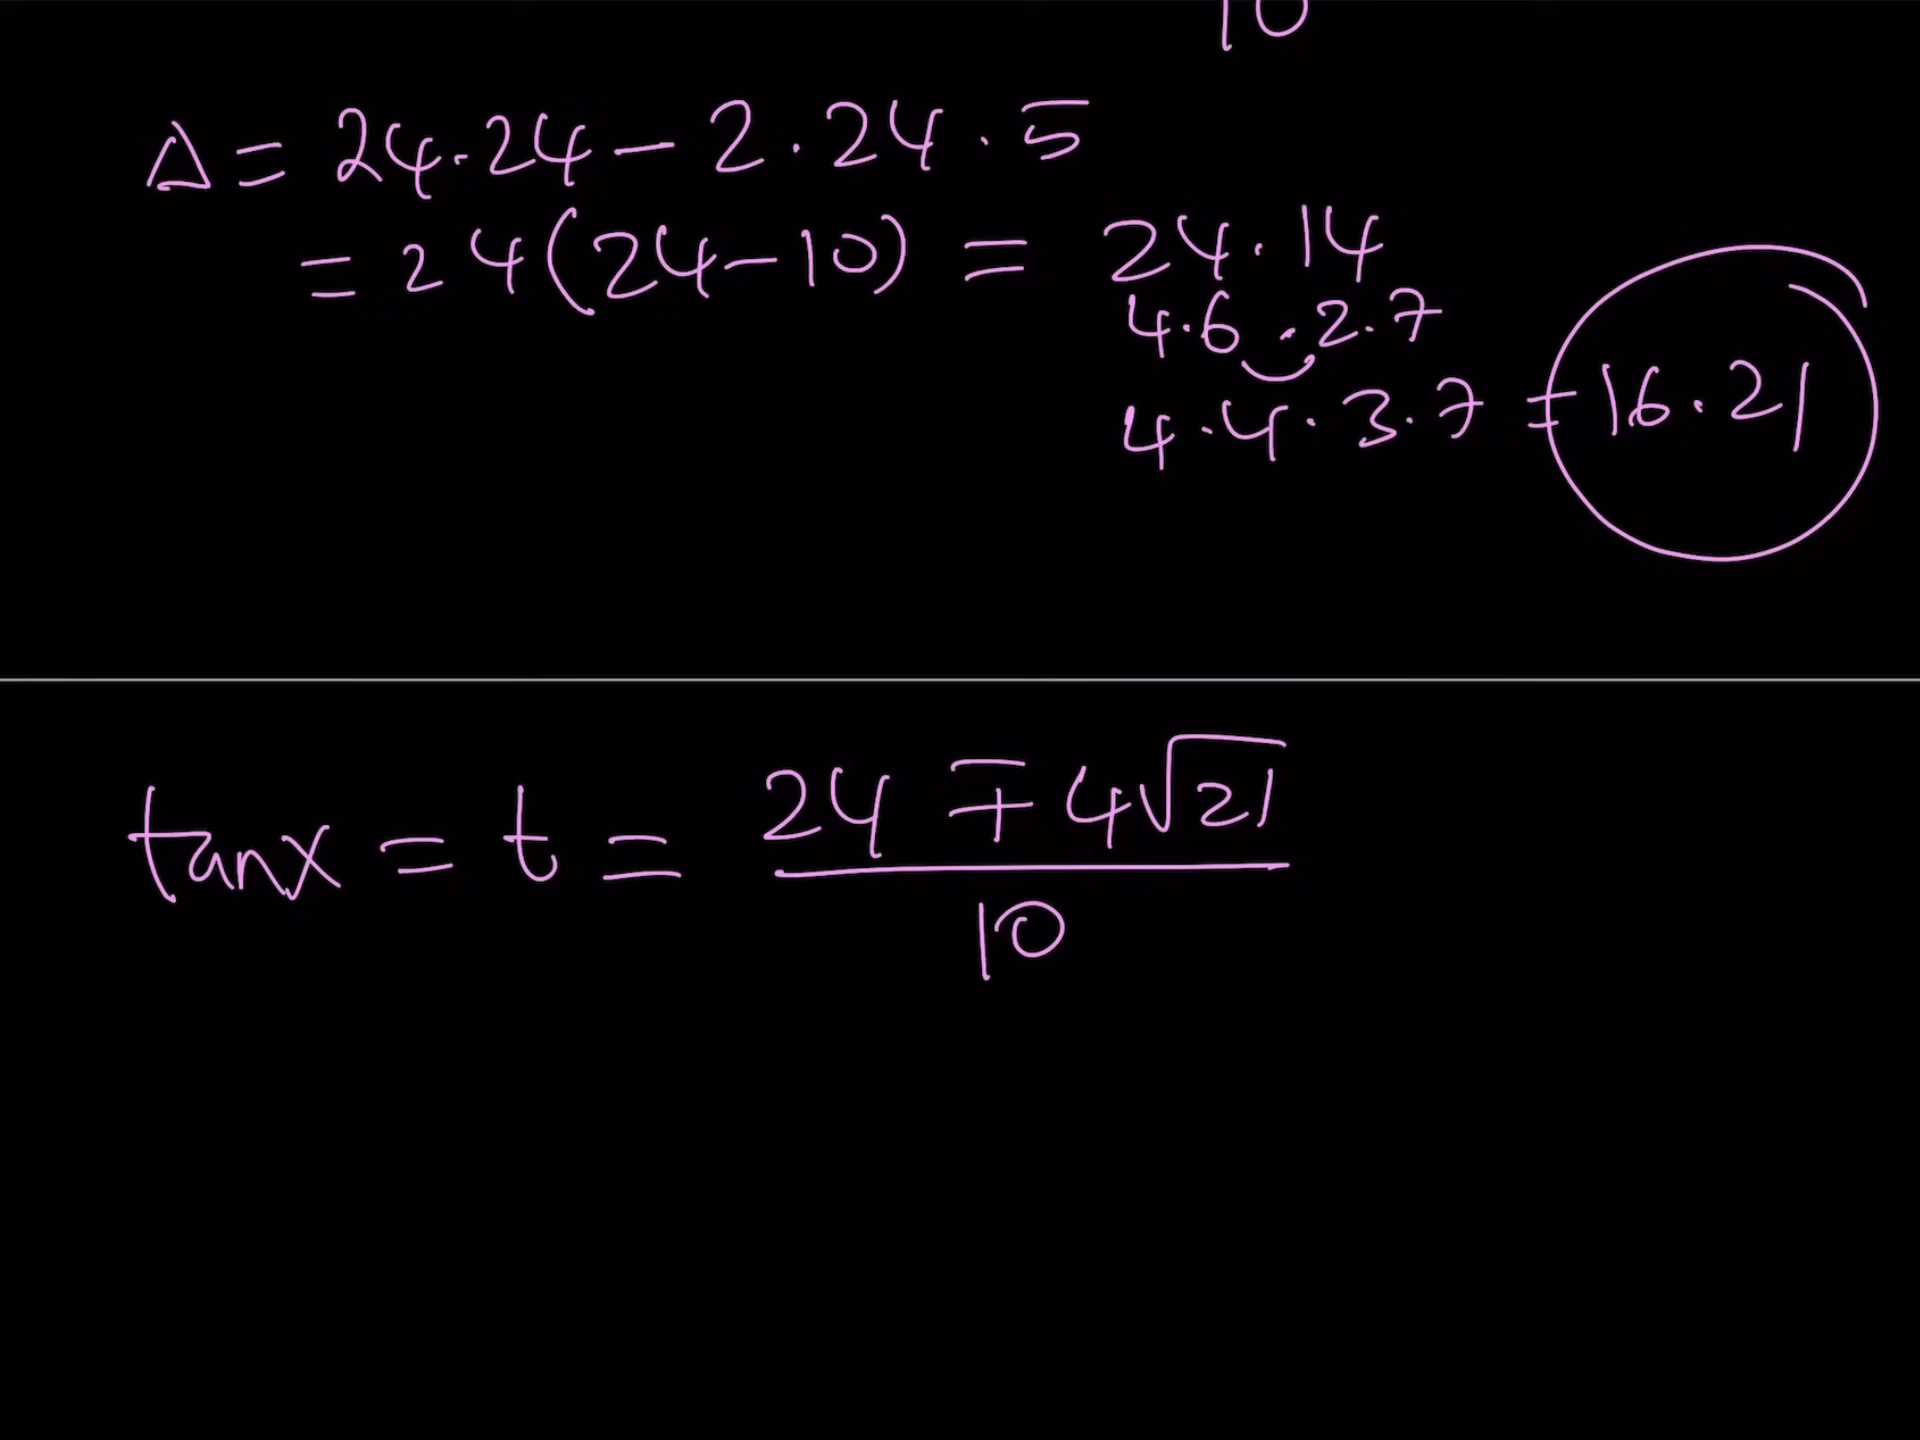 10
Δ = 24·24 − 2·24·5
= 24(24−10) = 24·14
4·6·2·7
4·4·3·7 = 16·21
tanx = t = 24 ∓ 4√21
10